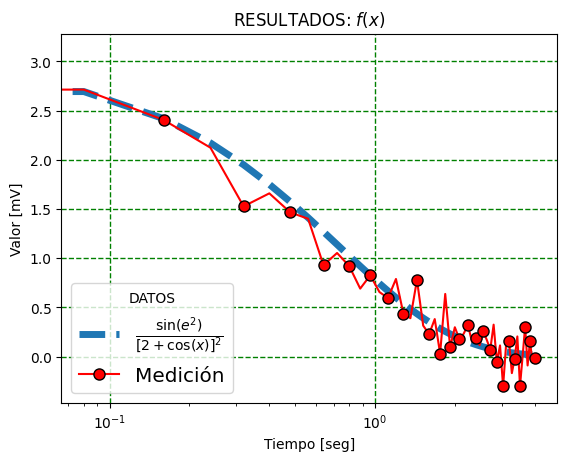 RESULTADOS: f(x)
3.0
2.5
2.0
1.5
1.0
0.5
0.0
Valor [mV]
DATOS
sin(e²)
[2 + cos(x)]²
Medición
10⁻¹ 10⁰
Tiempo [seg]